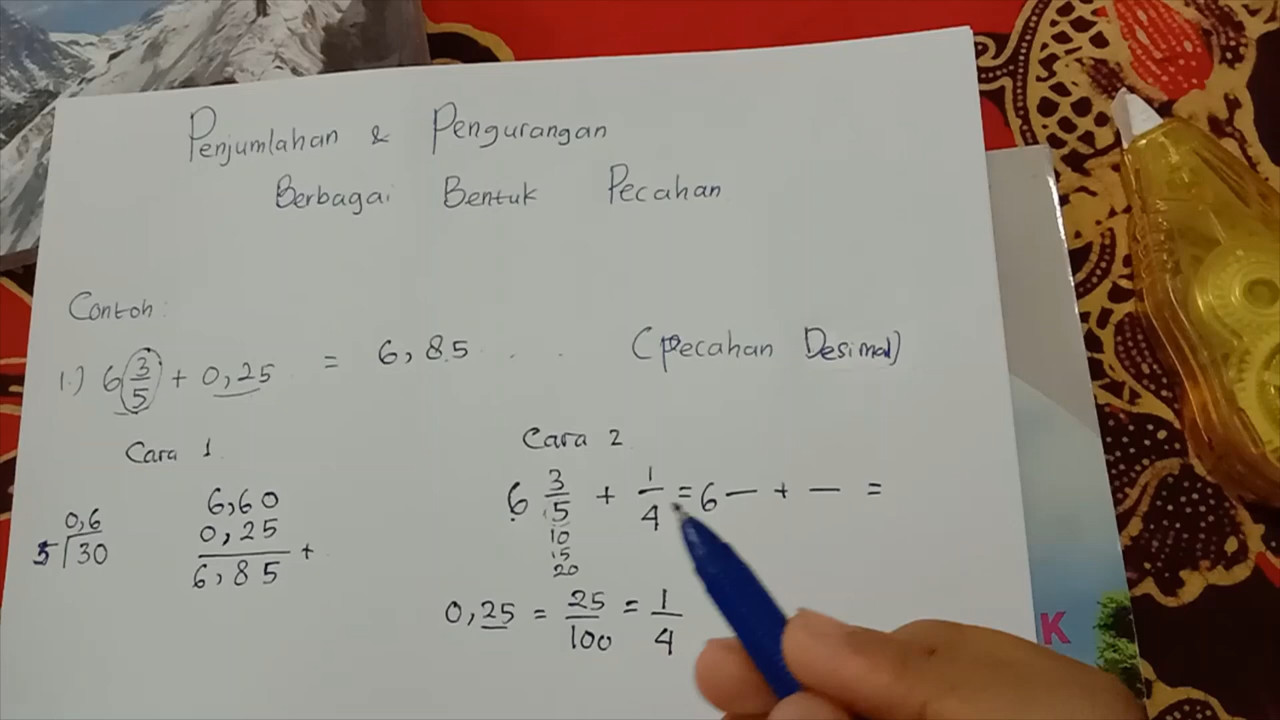 Penjumlahan & Pengurangan
Berbagai Bentuk Pecahan
Contoh:
1.) 6 3/5 + 0,25 = 6,85 . . (pecahan Desimal)
Cara 1
0,6
5 √30
6,60
0,25
+
6,85
Cara 2
6 3/5 + 1/4 = 6 — + — =
10
15
20
0,25 = 25/100 = 1/4
K